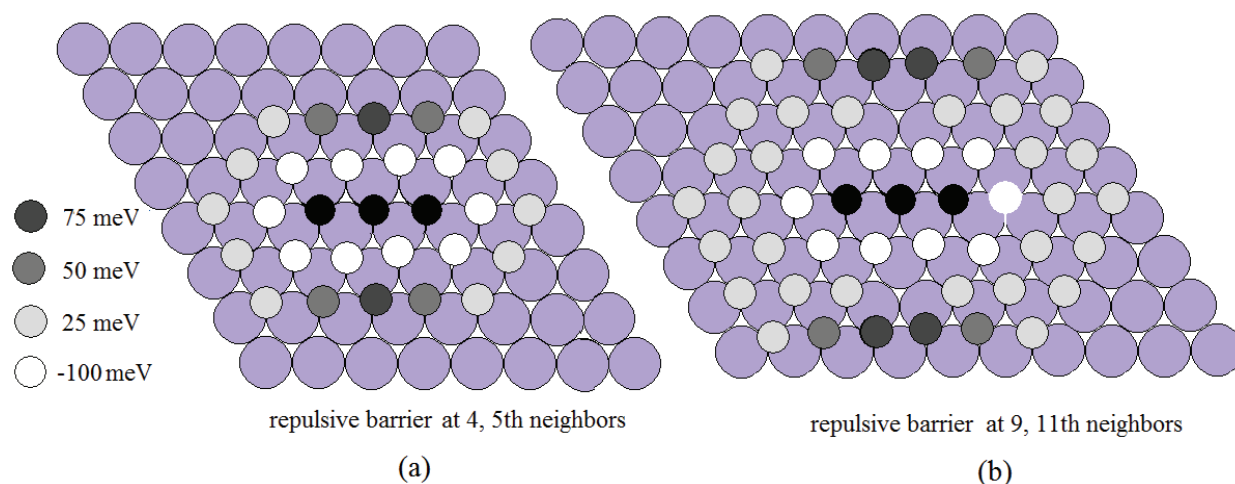 75 meV
50 meV
25 meV
-100 meV
repulsive barrier at 4, 5th neighbors
repulsive barrier at 9, 11th neighbors
(a)
(b)